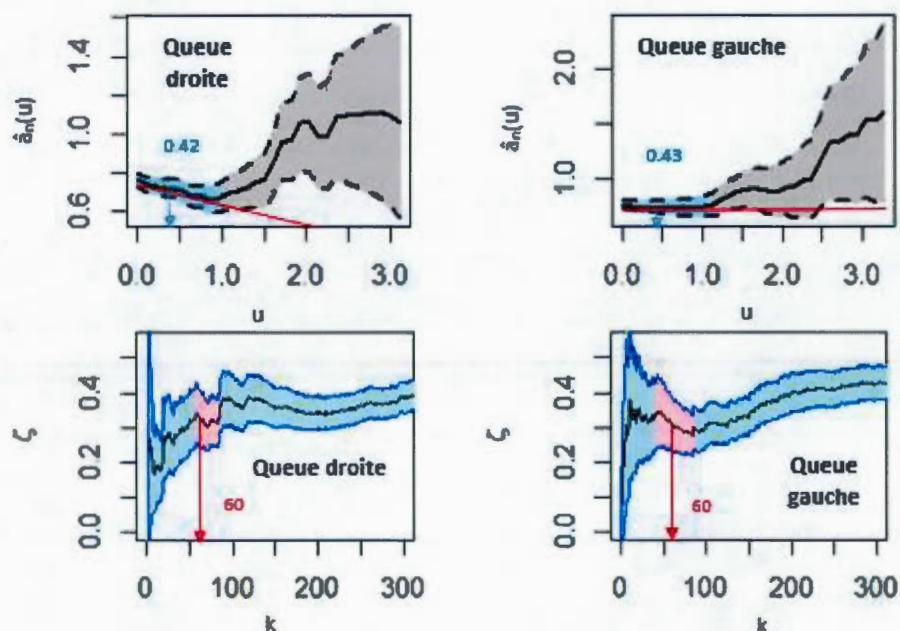 Queue
droite
0.42
â_n(u)
0.6 1.0 1.4
0.0 1.0 2.0 3.0
u
Queue gauche
0.43
â_n(u)
1.0 2.0
0.0 1.0 2.0 3.0
u
Queue droite
60
ζ
0.0 0.2 0.4
0 100 200 300
k
Queue
gauche
60
ζ
0.0 0.2 0.4
0 100 200 300
k